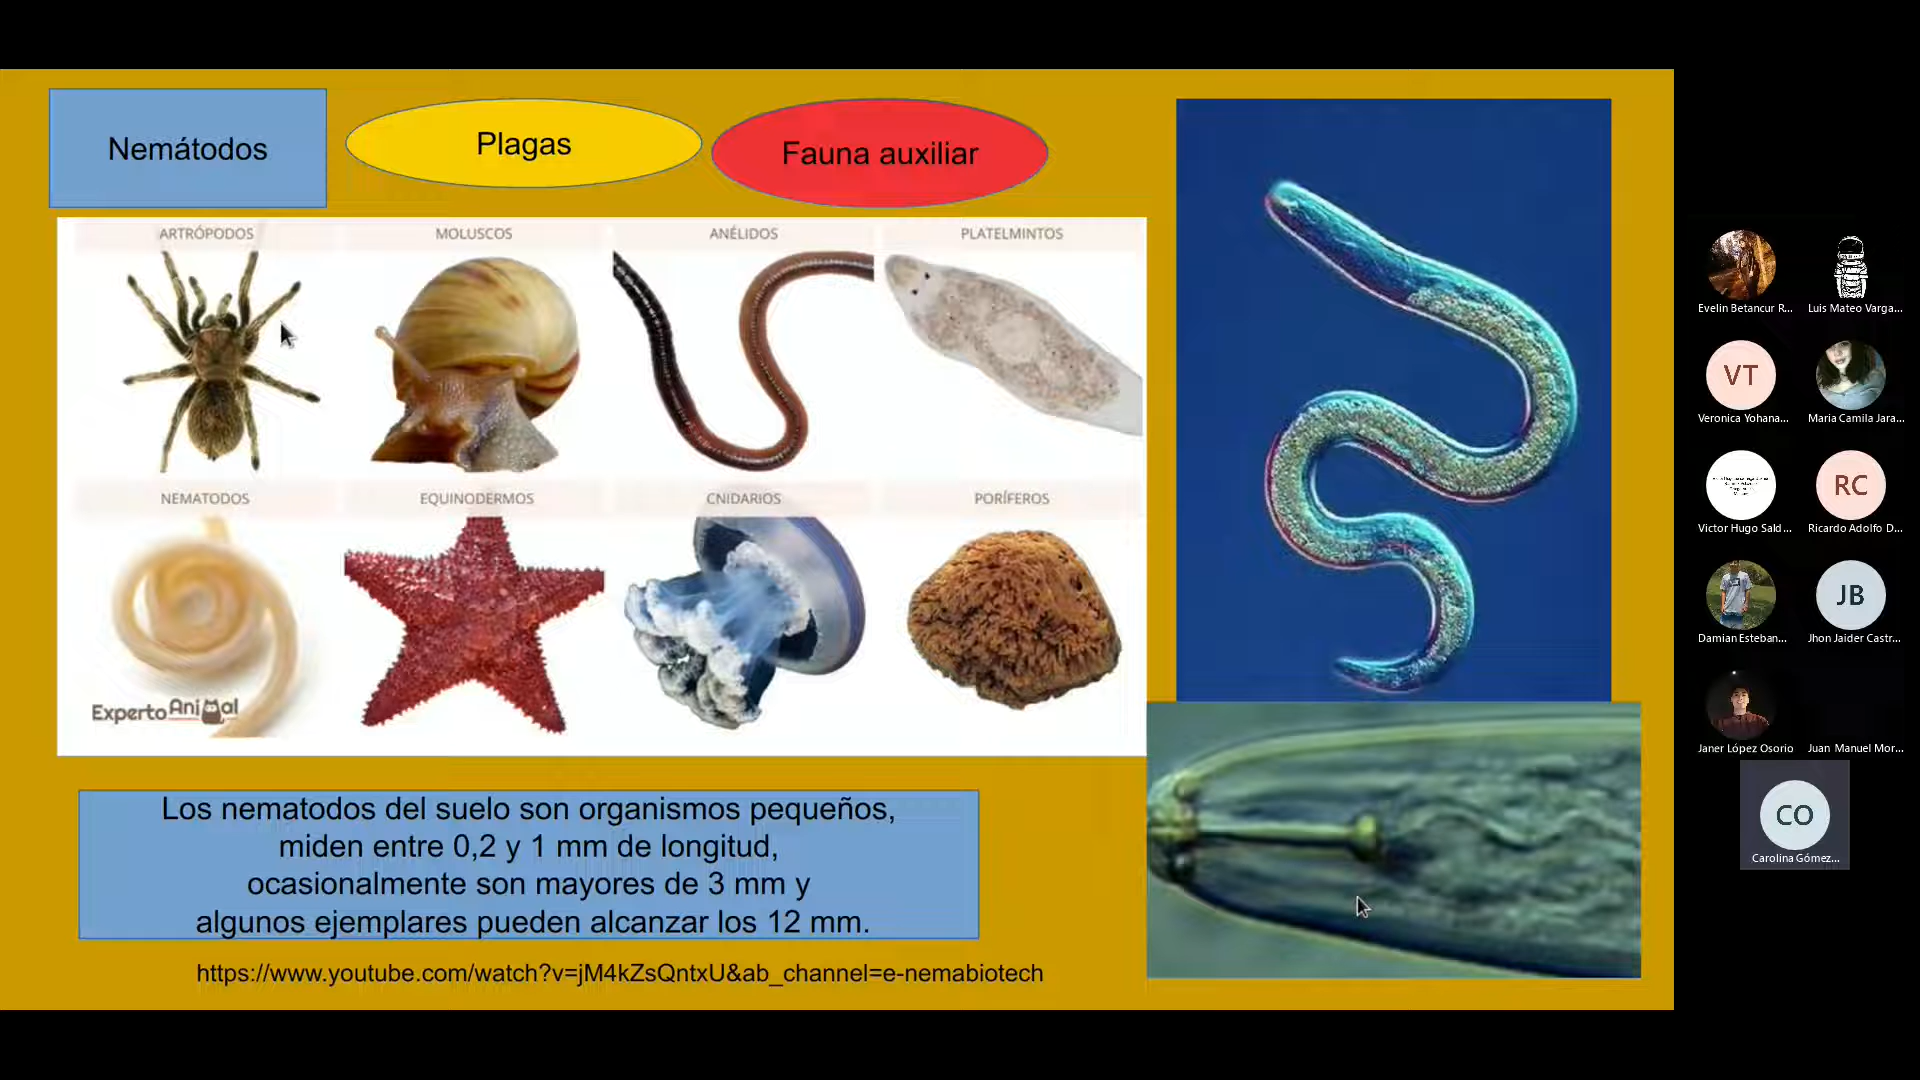 Nemátodos
Plagas
Fauna auxiliar
ARTRÓPODOS
MOLUSCOS
ANÉLIDOS
PLATELMINTOS
NEMATODOS
EQUINODERMOS
CNIDARIOS
PORÍFEROS
ExpertoAnimal
Los nematodos del suelo son organismos pequeños,
miden entre 0,2 y 1 mm de longitud,
ocasionalmente son mayores de 3 mm y
algunos ejemplares pueden alcanzar los 12 mm.
https://www.youtube.com/watch?v=jM4kZsQntxU&ab_channel=e-nemabiotech
Evelin Betancur R...
Luis Mateo Varga...
VT
Veronica Yohana...
Maria Camila Jara...
Victor Hugo Sald...
RC
Ricardo Adolfo D...
Damian Esteban...
JB
Jhon Jaider Castr...
Janer López Osorio
Juan Manuel Mor...
CO
Carolina Gómez...